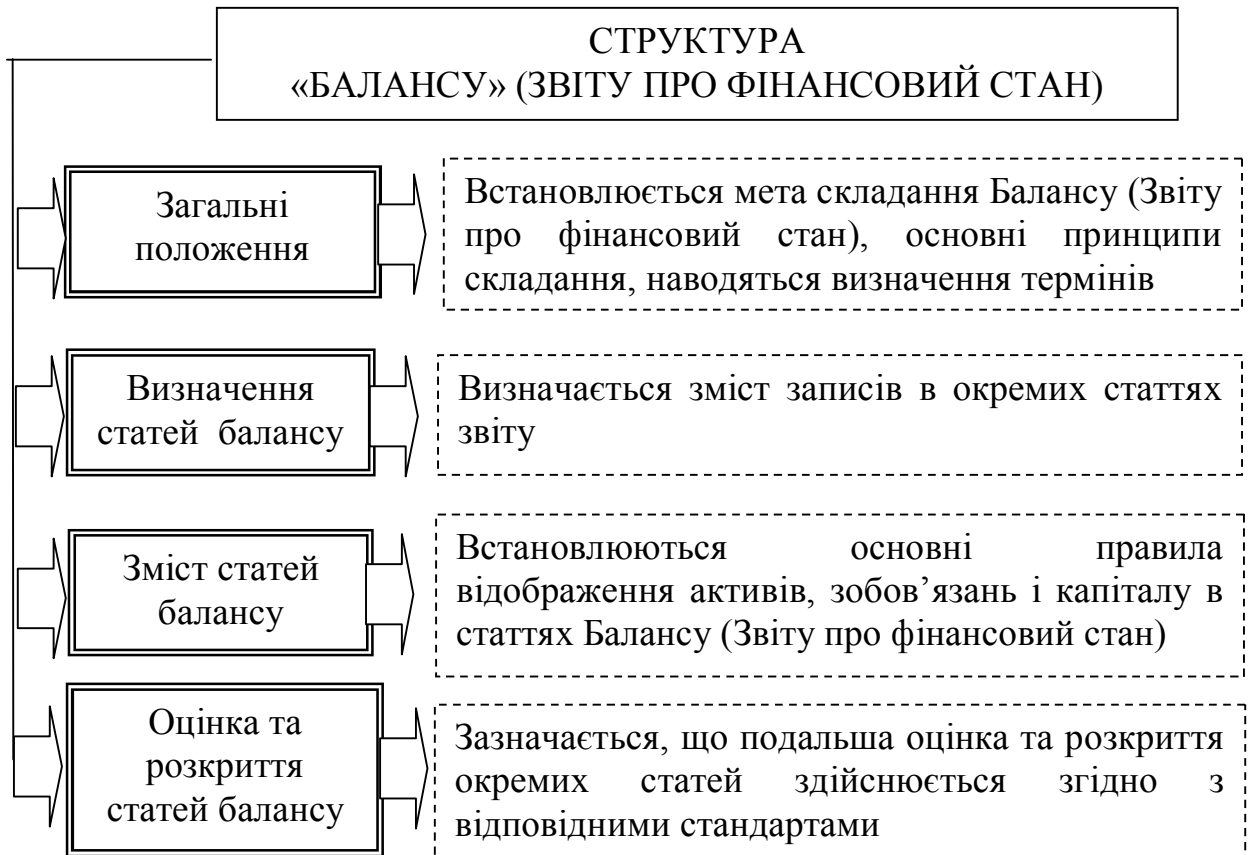 СТРУКТУРА
«БАЛАНСУ» (ЗВІТУ ПРО ФІНАНСОВИЙ СТАН)
Загальні
положення
Встановлюється мета складання Балансу (Звіту
про фінансовий стан), основні принципи
складання, наводяться визначення термінів
Визначення
статей балансу
Визначається зміст записів в окремих статтях
звіту
Зміст статей
балансу
Встановлюються основні правила
відображення активів, зобов’язань і капіталу в
статтях Балансу (Звіту про фінансовий стан)
Оцінка та
розкриття
статей балансу
Зазначається, що подальша оцінка та розкриття
окремих статей здійснюється згідно з
відповідними стандартами